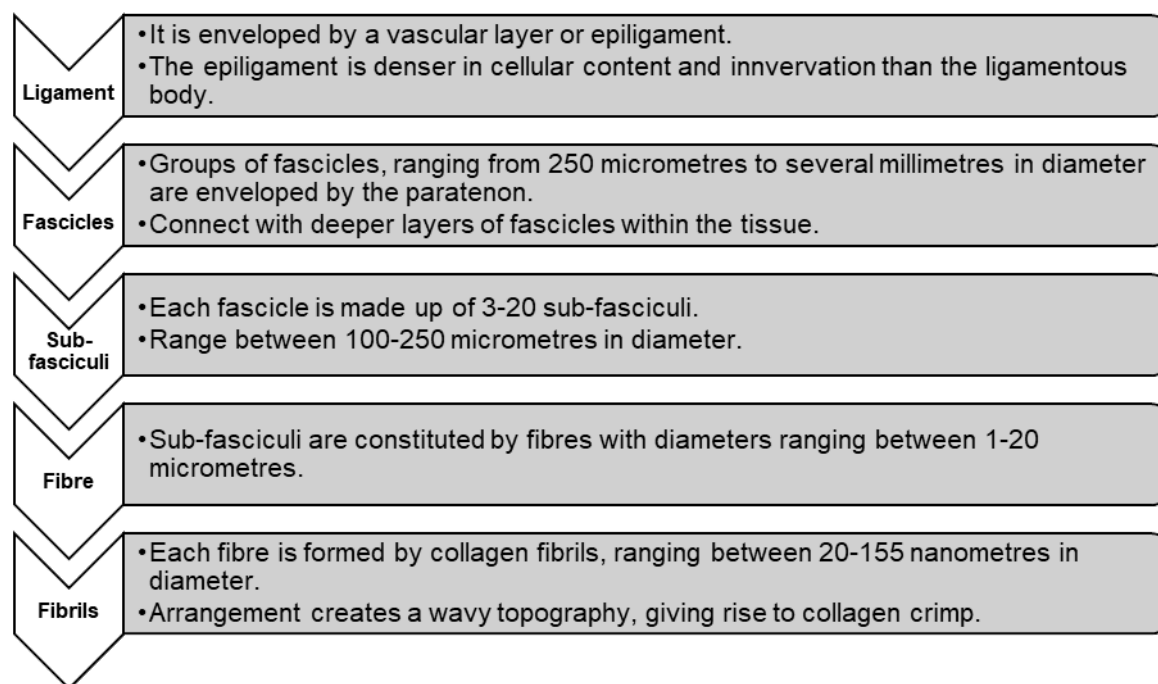 Ligament
•It is enveloped by a vascular layer or epiligament.
•The epiligament is denser in cellular content and innvervation than the ligamentous
body.
Fascicles
•Groups of fascicles, ranging from 250 micrometres to several millimetres in diameter
are enveloped by the paratenon.
•Connect with deeper layers of fascicles within the tissue.
Sub-
fasciculi
•Each fascicle is made up of 3-20 sub-fasciculi.
•Range between 100-250 micrometres in diameter.
Fibre
•Sub-fasciculi are constituted by fibres with diameters ranging between 1-20
micrometres.
Fibrils
•Each fibre is formed by collagen fibrils, ranging between 20-155 nanometres in
diameter.
•Arrangement creates a wavy topography, giving rise to collagen crimp.